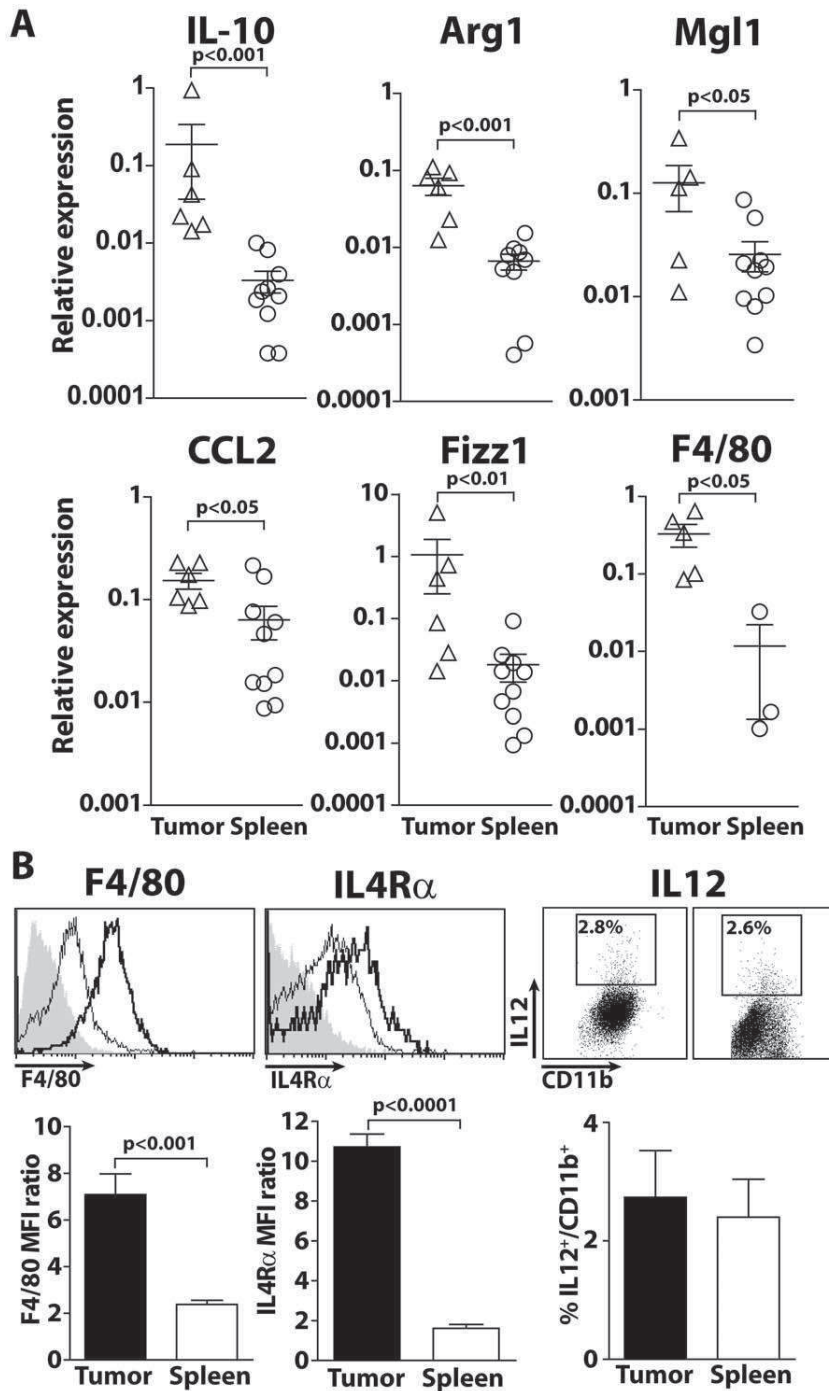 A
IL-10
Arg1
Mgl1
p<0.001
p<0.001
p<0.05
Relative expression
1
0.1
0.01
0.001
0.0001
1
0.1
0.01
0.001
0.0001
1
0.1
0.01
0.001
CCL2
Fizz1
F4/80
p<0.05
p<0.01
p<0.05
Relative expression
1
0.1
0.01
0.001
10
1
0.1
0.01
0.001
0.0001
1
0.1
0.01
0.001
0.0001
Tumor Spleen
Tumor Spleen
Tumor Spleen
B
F4/80
IL4Rα
IL12
2.8%
2.6%
IL12
F4/80
IL4Rα
CD11b
p<0.001
p<0.0001
F4/80 MFI ratio
10
8
6
4
2
0
Tumor Spleen
IL4Rα MFI ratio
12
10
8
6
4
2
0
Tumor Spleen
% IL12+/CD11b+
4
2
0
Tumor Spleen